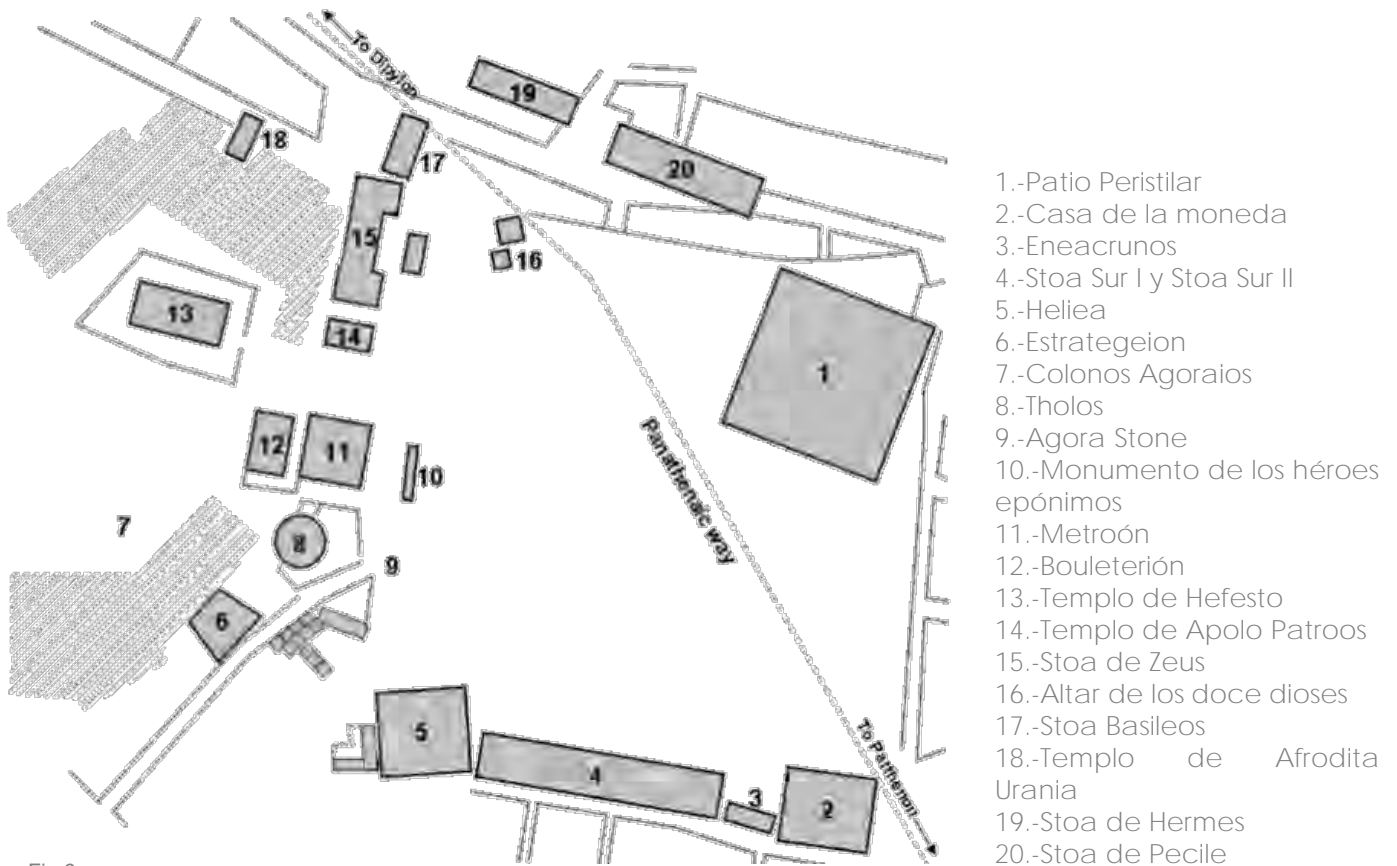 To Dipylon
19
18
17
20
15
16
13
14
1
12
11
10
Panathenaic way
7
8
9
6
5
4
3
2
To Parthenon
1.-Patio Peristilar
2.-Casa de la moneda
3.-Eneacrunos
4.-Stoa Sur I y Stoa Sur II
5.-Heliea
6.-Estrategeion
7.-Colonos Agoraios
8.-Tholos
9.-Agora Stone
10.-Monumento de los héroes
epónimos
11.-Metroón
12.-Bouleterión
13.-Templo de Hefesto
14.-Templo de Apolo Patroos
15.-Stoa de Zeus
16.-Altar de los doce dioses
17.-Stoa Basileos
18.-Templo de Afrodita
Urania
19.-Stoa de Hermes
20.-Stoa de Pecile